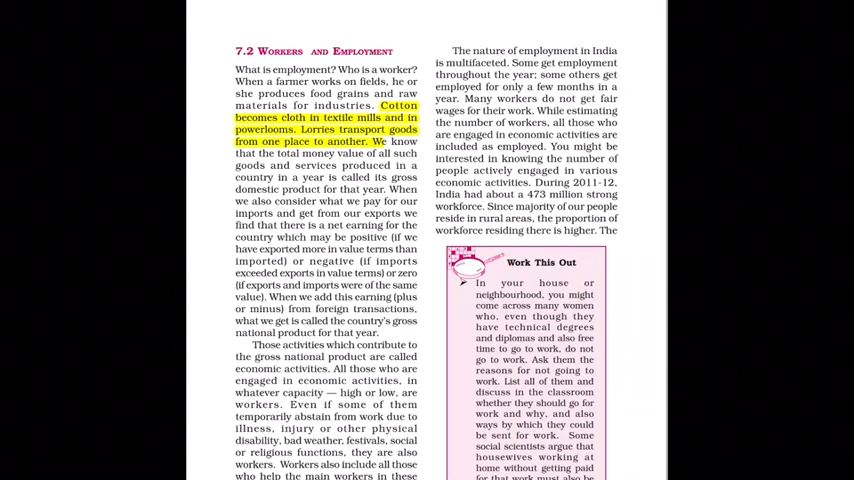 7.2 WORKERS AND EMPLOYMENT
What is employment? Who is a worker?
When a farmer works on fields, he or
she produces food grains and raw
materials for industries. Cotton
becomes cloth in textile mills and in
powerlooms. Lorries transport goods
from one place to another. We know
that the total money value of all such
goods and services produced in a
country in a year is called its gross
domestic product for that year. When
we also consider what we pay for our
imports and get from our exports we
find that there is a net earning for the
country which may be positive (if we
have exported more in value terms than
imported) or negative (if imports
exceeded exports in value terms) or zero
(if exports and imports were of the same
value). When we add this earning (plus
or minus) from foreign transactions,
what we get is called the country's gross
national product for that year.
Those activities which contribute to
the gross national product are called
economic activities. All those who are
engaged in economic activities, in
whatever capacity — high or low, are
workers. Even if some of them
temporarily abstain from work due to
illness, injury or other physical
disability, bad weather, festivals, social
or religious functions, they are also
workers. Workers also include all those
who help the main workers in these
The nature of employment in India
is multifaceted. Some get employment
throughout the year; some others get
employed for only a few months in a
year. Many workers do not get fair
wages for their work. While estimating
the number of workers, all those who
are engaged in economic activities are
included as employed. You might be
interested in knowing the number of
people actively engaged in various
economic activities. During 2011-12,
India had about a 473 million strong
workforce. Since majority of our people
reside in rural areas, the proportion of
workforce residing there is higher. The
Work This Out
➤ In your house or
neighbourhood, you might
come across many women
who, even though they
have technical degrees
and diplomas and also free
time to go to work, do not
go to work. Ask them the
reasons for not going to
work. List all of them and
discuss in the classroom
whether they should go for
work and why, and also
ways by which they could
be sent for work. Some
social scientists argue that
housewives working at
home without getting paid
for that work must also be